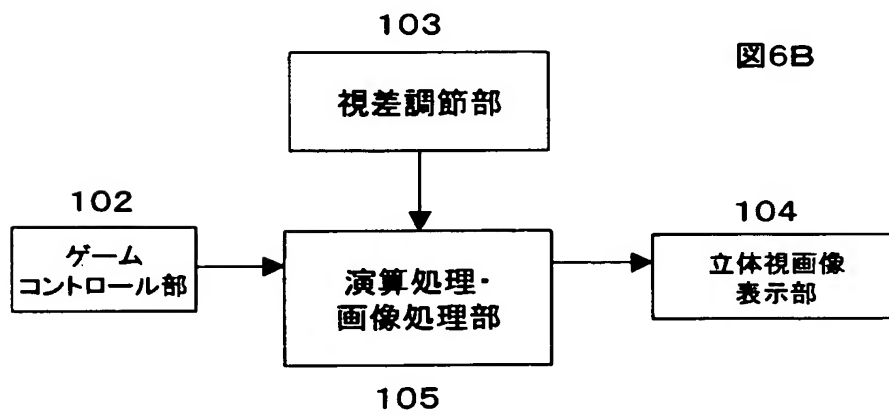 103
図6B
視差調節部
102
104
ゲーム
コントロール部
演算処理・
画像処理部
立体視画像
表示部
105